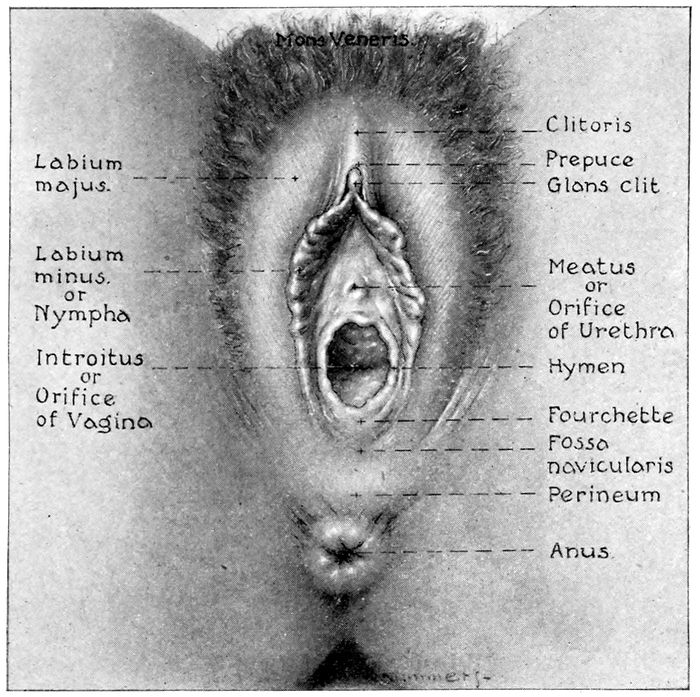 Mons Veneris.
Labium
majus.
Labium
minus.
or
Nympha
Introitus
or
Orifice
of Vagina
Clitoris
Prepuce
Glans clit
Meatus
or
Orifice
of Urethra
Hymen
Fourchette
Fossa
navicularis
Perineum
Anus